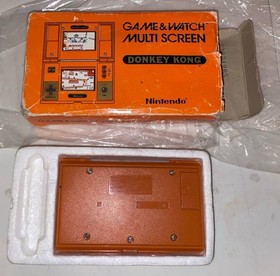 GAME&WATCH
MULTI SCREEN
DONKEY KONG
Nintendo